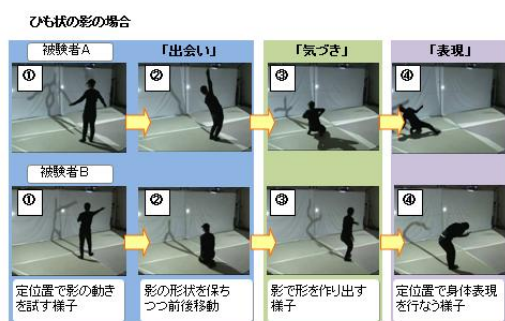 ひも状の影の場合
被験者A
「出会い」
「気づき」
「表現」
①
②
③
④
被験者B
①
②
③
④
定位置で影の動き
を試す様子
影の形状を保ち
つつ前後移動
影で形を作り出す
様子
定位置で身体表現
を行なう様子